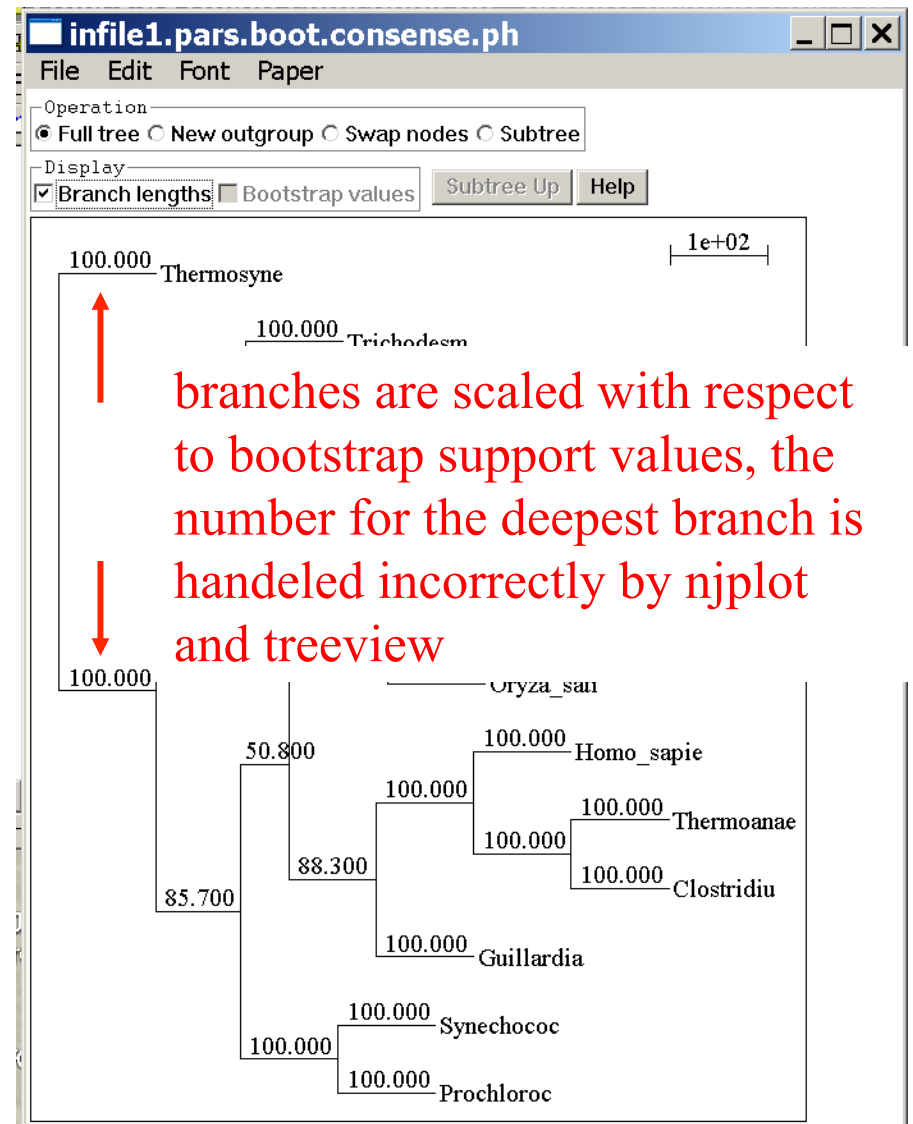 infile1.pars.boot.consense.ph
File Edit Font Paper
Operation
Full tree New outgroup Swap nodes Subtree
Display
Branch lengths Bootstrap values Subtree Up Help
1e+02
100.000 Thermosyne
100.000 Trichodesm
branches are scaled with respect
to bootstrap support values, the
number for the deepest branch is
handeled incorrectly by njplot
and treeview
100.000
Oryza_sati
50.800
100.000 Homo_sapie
100.000
100.000 Thermoanae
100.000
88.300
100.000 Clostridiu
85.700
100.000 Guillardia
100.000 Synechococ
100.000
100.000 Prochloroc